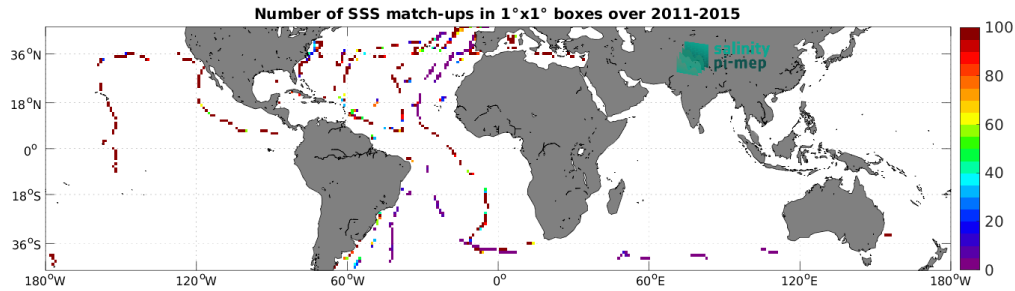 Number of SSS match-ups in 1°x1° boxes over 2011-2015
salinity
pi-mep
36°N
18°N
0°
18°S
36°S
180°W 120°W 60°W 0° 60°E 120°E 180°W
100
80
60
40
20
0